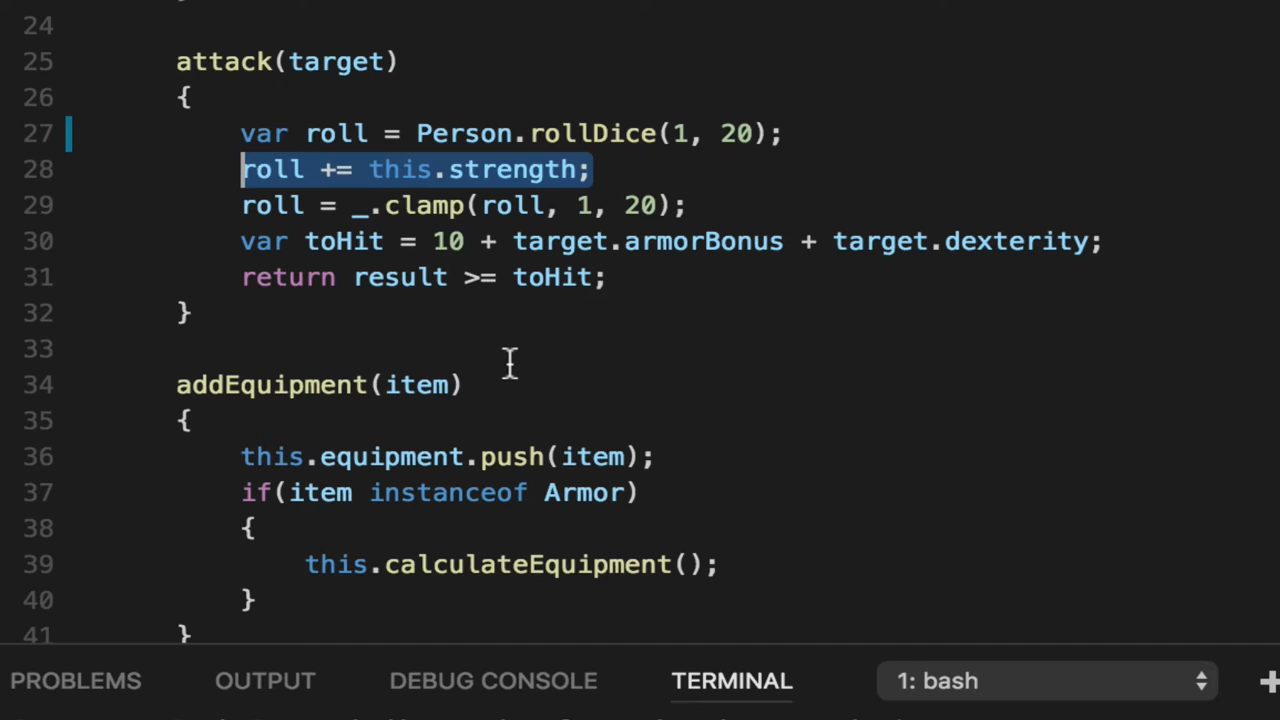 24
25 attack(target)
26 {
27 var roll = Person.rollDice(1, 20);
28 roll += this.strength;
29 roll = _.clamp(roll, 1, 20);
30 var toHit = 10 + target.armorBonus + target.dexterity;
31 return result >= toHit;
32 }
33
34 addEquipment(item)
35 {
36 this.equipment.push(item);
37 if(item instanceof Armor)
38 {
39 this.calculateEquipment();
40 }
41 }
PROBLEMS OUTPUT DEBUG CONSOLE TERMINAL 1: bash +